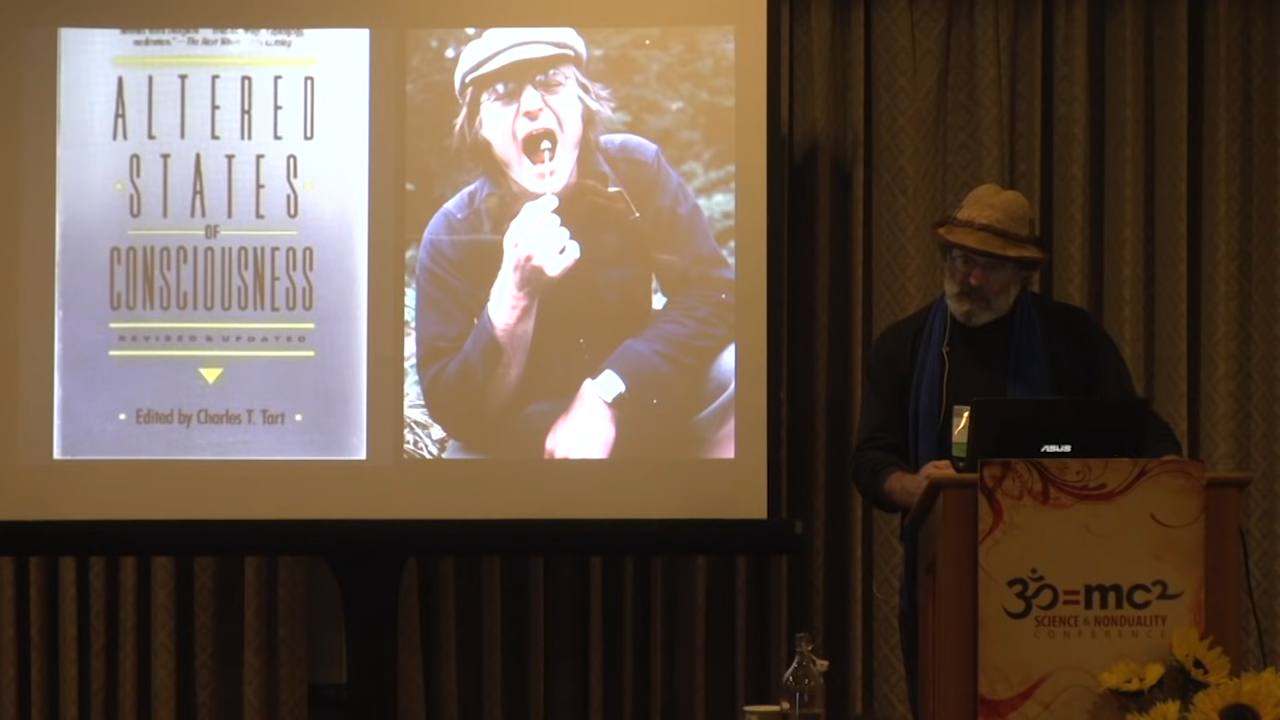 ALTERED
STATES
OF
CONSCIOUSNESS
REVISED & UPDATED
Edited by Charles T. Tart
ASUS
ॐ=mc2
SCIENCE & NONDUALITY
CONFERENCE